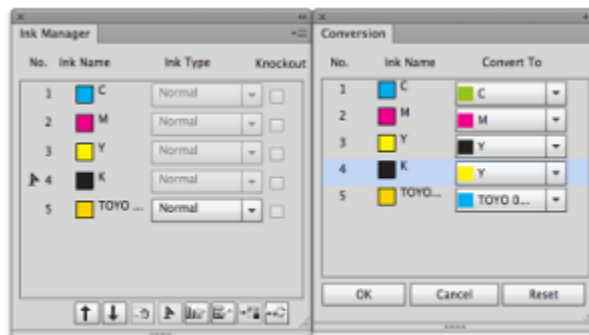 Ink Manager
No. Ink Name Ink Type Knockout
1 C Normal
2 M Normal
3 Y Normal
4 K Normal
5 TOYO ... Normal
Conversion
No. Ink Name Convert To
1 C C
2 M M
3 Y Y
4 K Y
5 TOYO... TOYO 0...
OK Cancel Reset